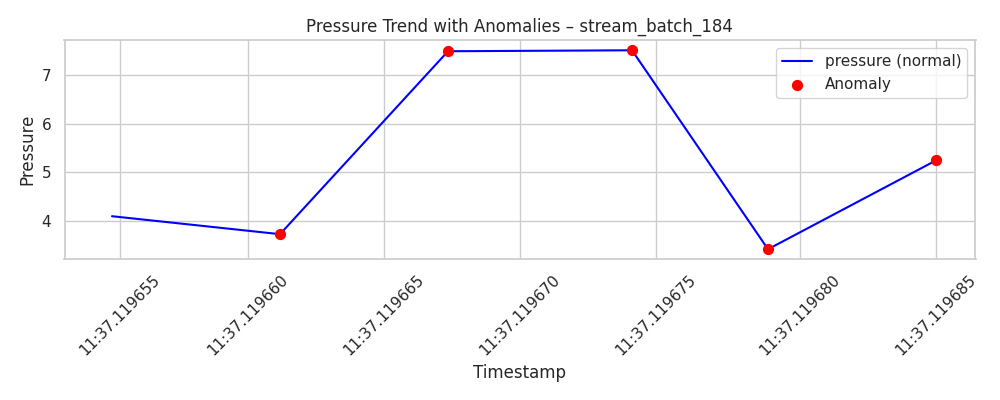 Pressure Trend with Anomalies – stream_batch_184
pressure (normal)
Anomaly
Pressure
7
6
5
4
11:37.119655
11:37.119660
11:37.119665
11:37.119670
11:37.119675
11:37.119680
11:37.119685
Timestamp